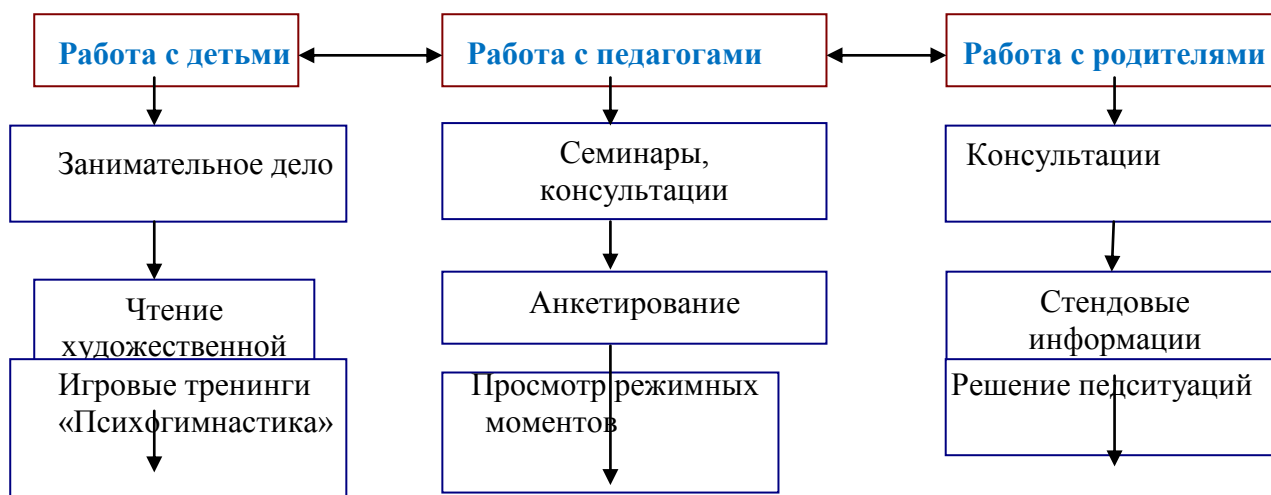 Работа с детьми
Работа с педагогами
Работа с родителями
Занимательное дело
Семинары,
консультации
Консультации
Чтение
художественной
Анкетирование
Стендовые
информации
Игровые тренинги
«Психогимнастика»
Просмотр режимных
моментов
Решение педситуаций